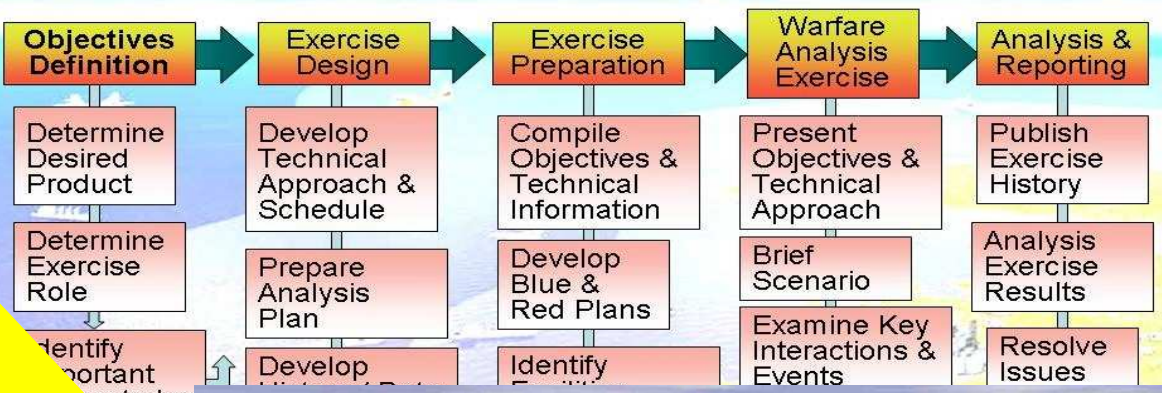 Objectives
Definition
Exercise
Design
Exercise
Preparation
Warfare
Analysis
Exercise
Analysis &
Reporting
Determine
Desired
Product
Determine
Exercise
Role
Develop
Technical
Approach &
Schedule
Prepare
Analysis
Plan
Develop
Compile
Objectives &
Technical
Information
Develop
Blue &
Red Plans
Identify
Present
Objectives &
Technical
Approach
Brief
Scenario
Examine Key
Interactions &
Events
Publish
Exercise
History
Analysis
Exercise
Results
Resolve
Issues